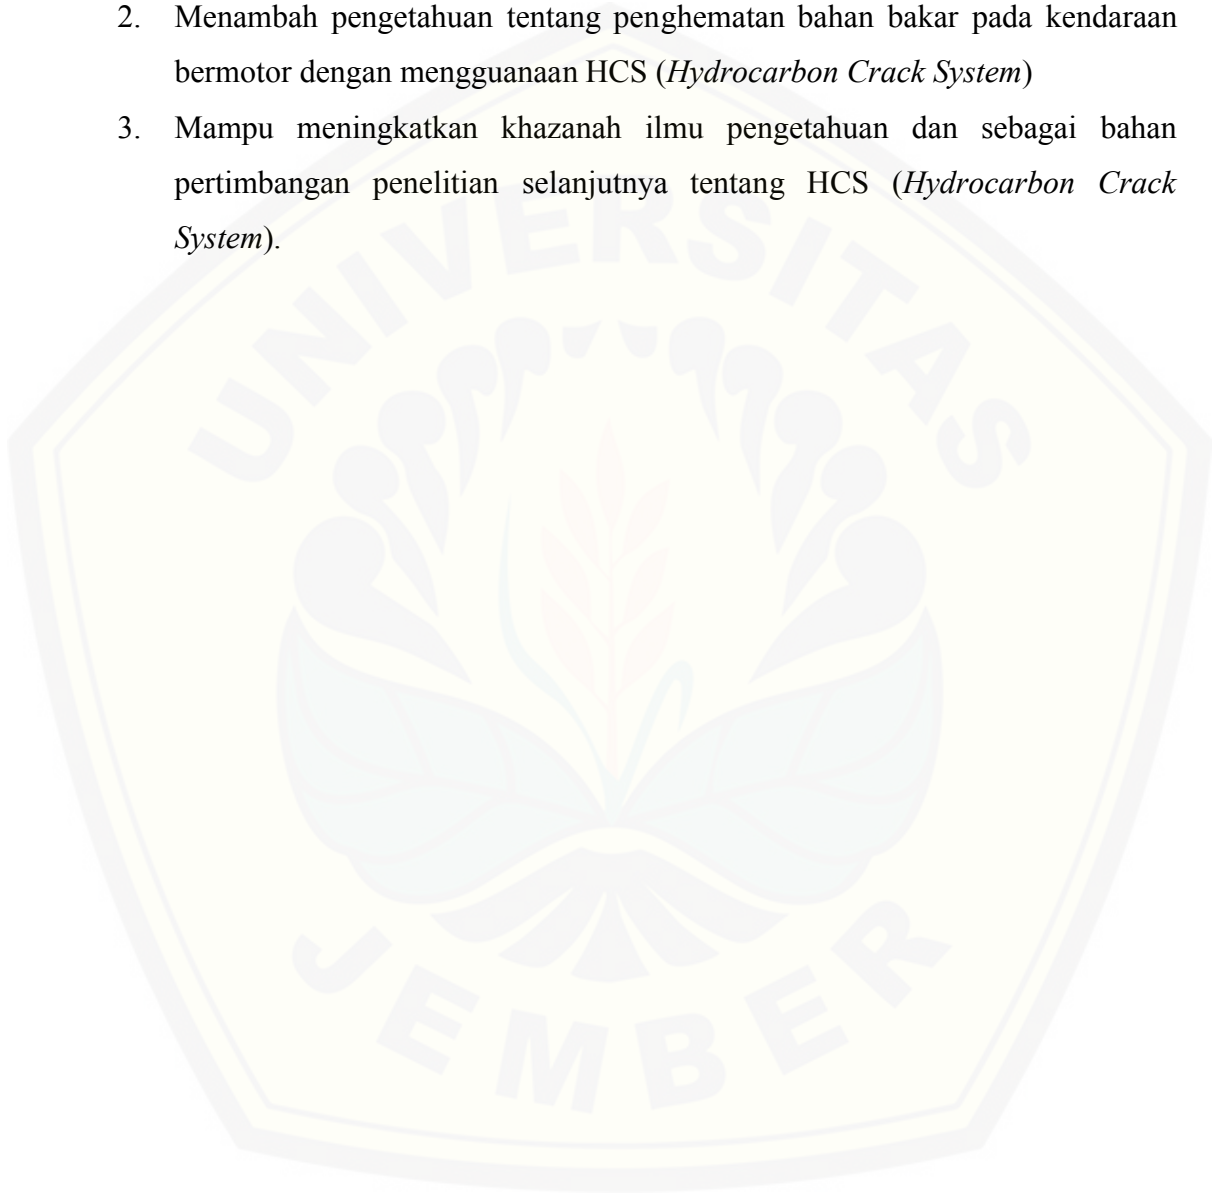 2. Menambah pengetahuan tentang penghematan bahan bakar pada kendaraan
bermotor dengan mengguanaan HCS (Hydrocarbon Crack System)
3. Mampu meningkatkan khazanah ilmu pengetahuan dan sebagai bahan
pertimbangan penelitian selanjutnya tentang HCS (Hydrocarbon Crack
System).
UNIVERSITAS
JEMBER